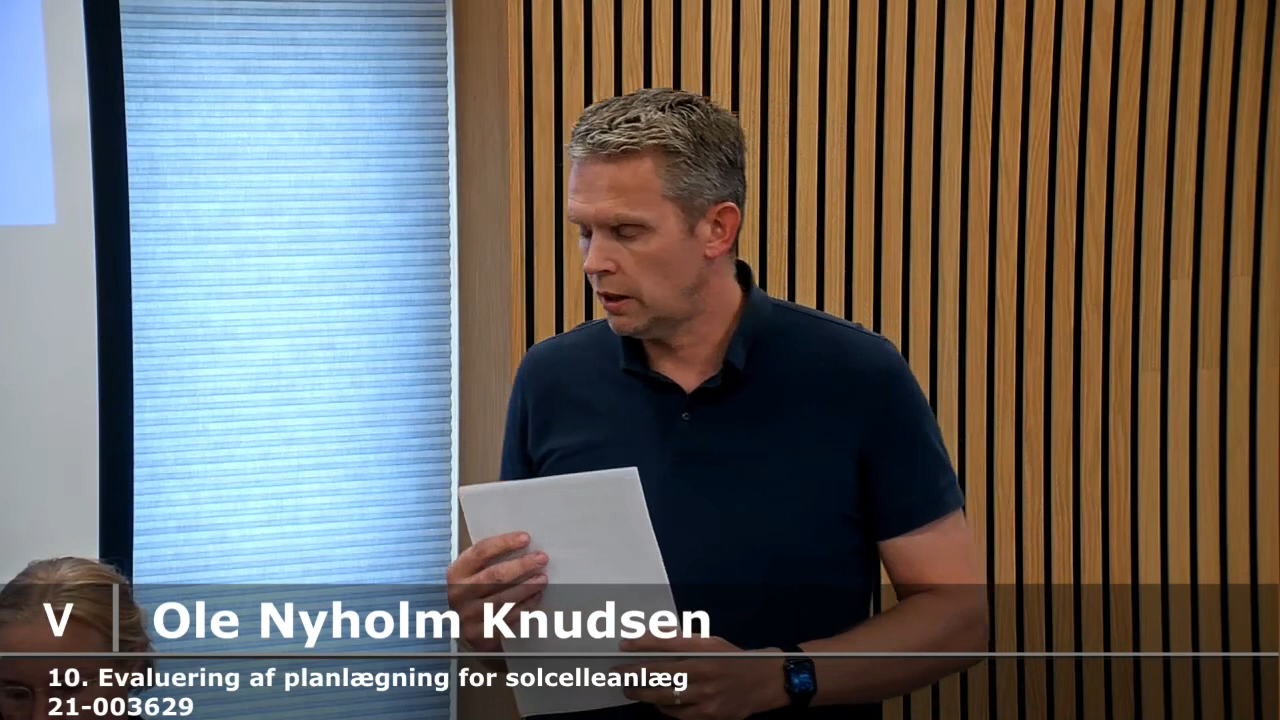 V Ole Nyholm Knudsen
10. Evaluering af planlægning for solcelleanlæg
21-003629